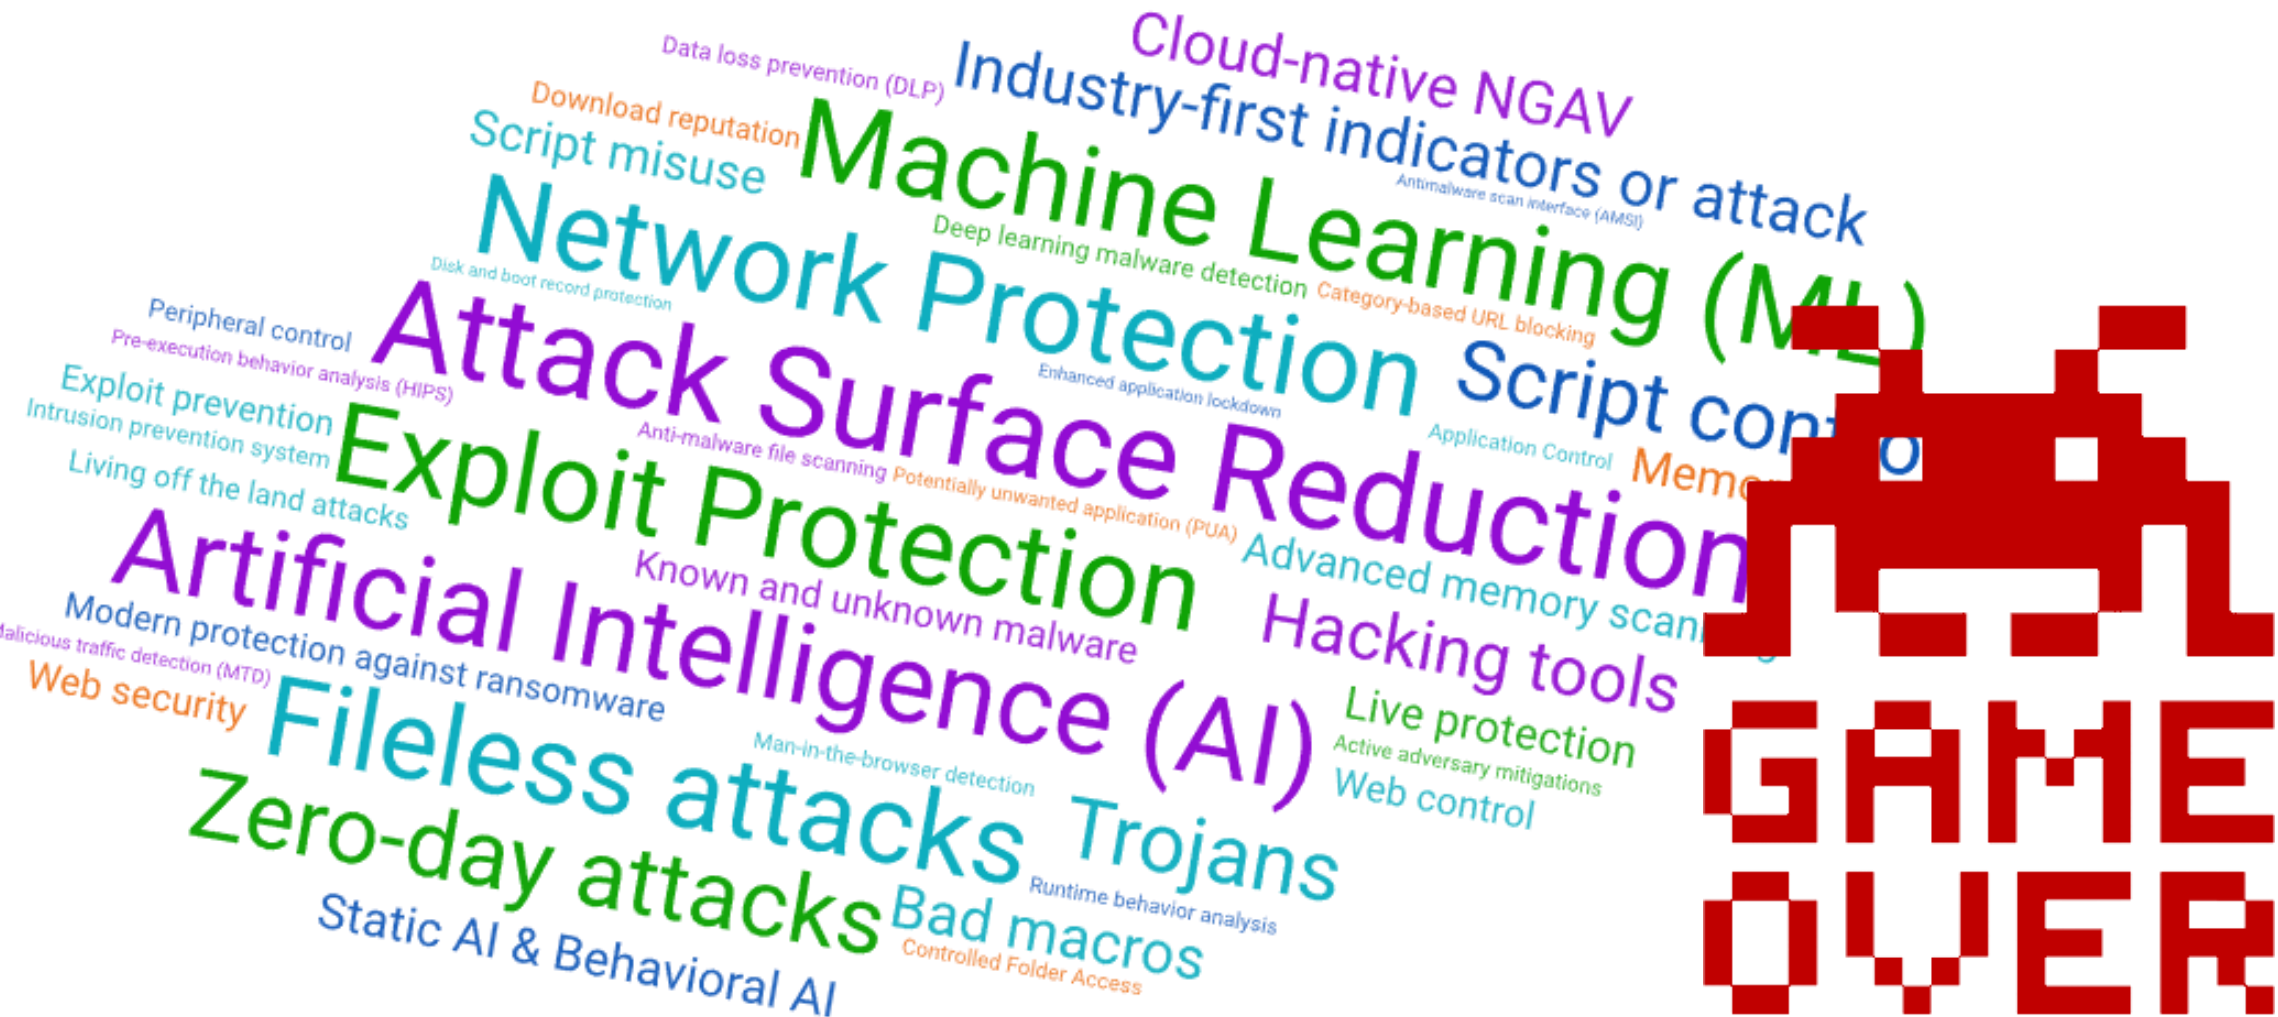 Cloud-native NGAV
Data loss prevention (DLP)
Industry-first indicators or attack
Download reputation
Script misuse
Machine Learning (ML)
Antimalware scan interface (AMSI)
Network Protection
Deep learning malware detection
Category-based URL blocking
Disk and boot record protection
Peripheral control
Pre-execution behavior analysis (HIPS)
Attack Surface Reduction
Enhanced application lockdown
Script contro
Exploit prevention
Intrusion prevention system
Living off the land attacks
Exploit Protection
Anti-malware file scanning
Potentially unwanted application (PUA)
Application Control
Memo
Advanced memory scan
Artificial Intelligence (AI)
Known and unknown malware
Hacking tools
Modern protection against ransomware
alicious traffic detection (MTD)
Web security
Fileless attacks
Man-in-the-browser detection
Live protection
Active adversary mitigations
Web control
Zero-day attacks
Trojans
Runtime behavior analysis
Bad macros
Controlled Folder Access
Static AI & Behavioral AI
GAME
OVER